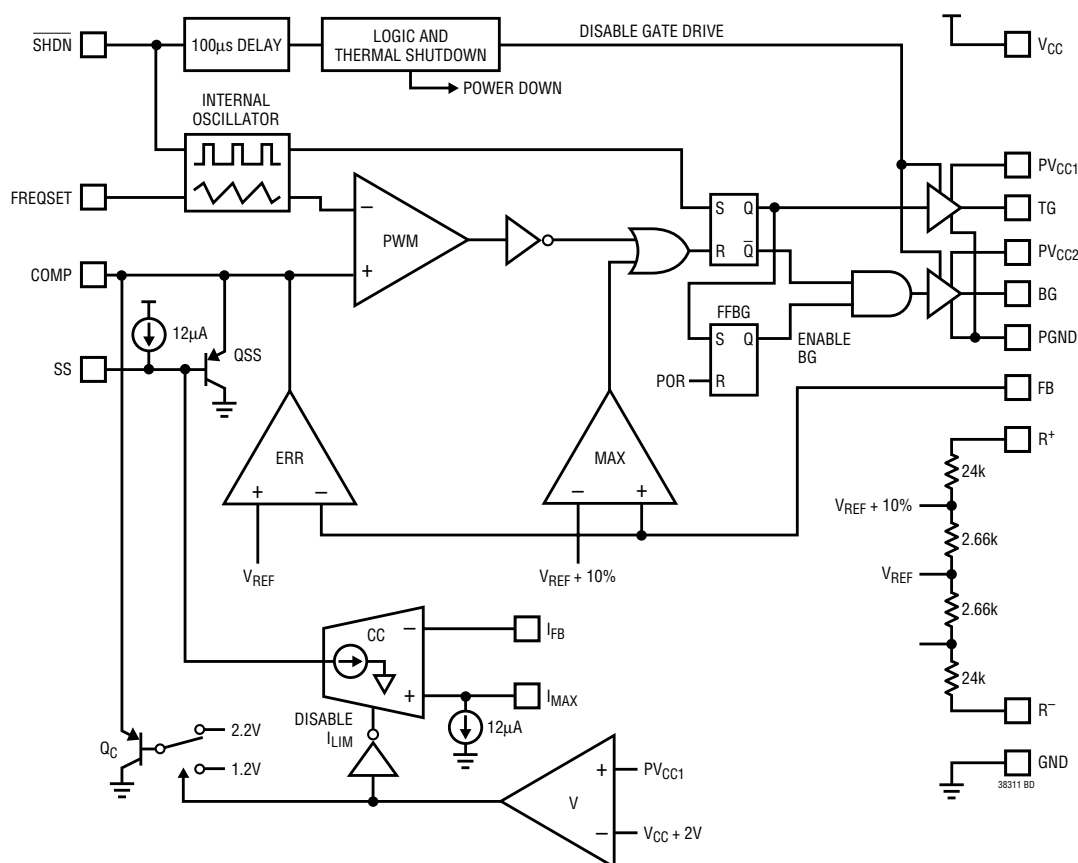 SHDN
100µs DELAY
LOGIC AND
THERMAL SHUTDOWN
DISABLE GATE DRIVE
VCC
POWER DOWN
INTERNAL
OSCILLATOR
FREQSET
PVCC1
TG
PVCC2
BG
PGND
FB
S Q
R Q
PWM
−
+
COMP
12µA
SS
QSS
FFBG
S Q
R
POR
ENABLE
BG
ERR
+ −
VREF
MAX
− +
VREF + 10%
R+
24k
VREF + 10%
2.66k
VREF
2.66k
24k
R−
GND
38311 BD
CC
−
+
IFB
IMAX
12µA
DISABLE
ILIM
QC
2.2V
1.2V
V
+
−
PVCC1
VCC + 2V